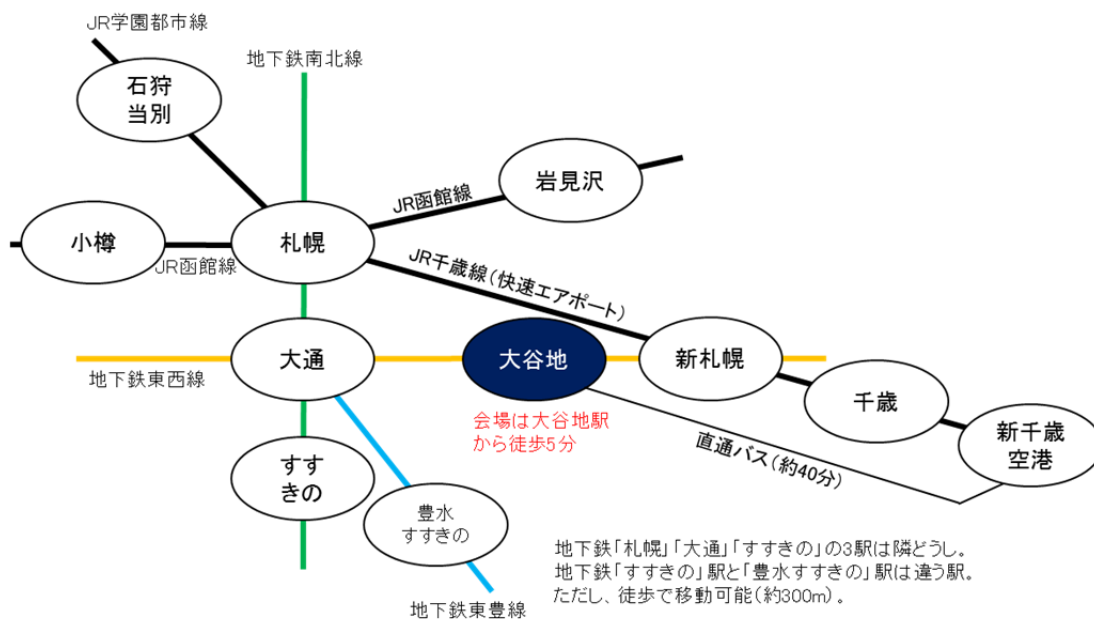 JR学園都市線
地下鉄南北線
石狩
当別
岩見沢
JR函館線
小樽
札幌
JR函館線
JR千歳線(快速エアポート)
大通
大谷地
新札幌
地下鉄東西線
千歳
会場は大谷地駅
から徒歩5分
新千歳
空港
直通バス(約40分)
すす
きの
豊水
すすきの
地下鉄「札幌」「大通」「すすきの」の3駅は隣どうし。
地下鉄「すすきの」駅と「豊水すすきの」駅は違う駅。
ただし、徒歩で移動可能(約300m)。
地下鉄東豊線